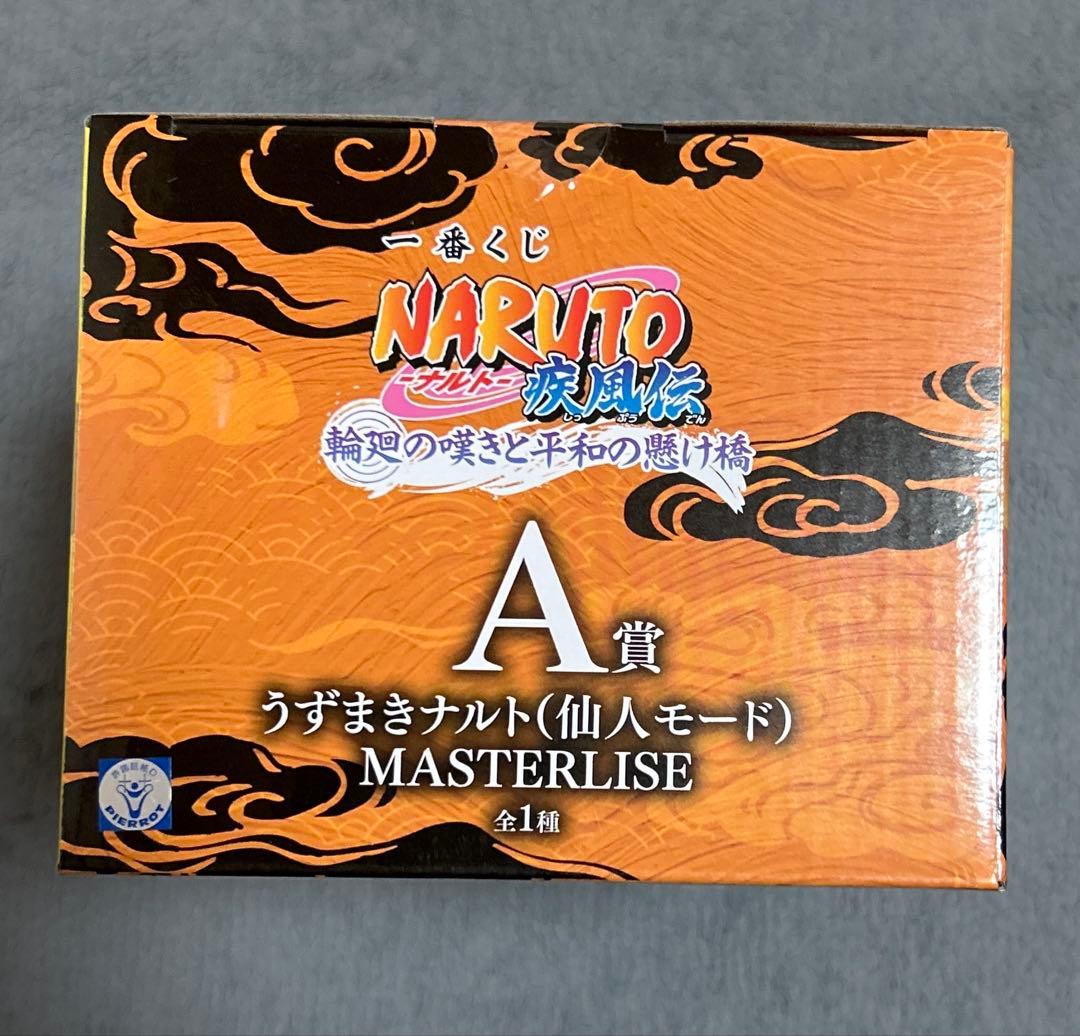 一番くじ
NARUTO
-ナルト-
疾風伝
しっ ぷう でん
輪廻の嘆きと平和の懸け橋
A賞
うずまきナルト(仙人モード)
MASTERLISE
全1種
PIERROT